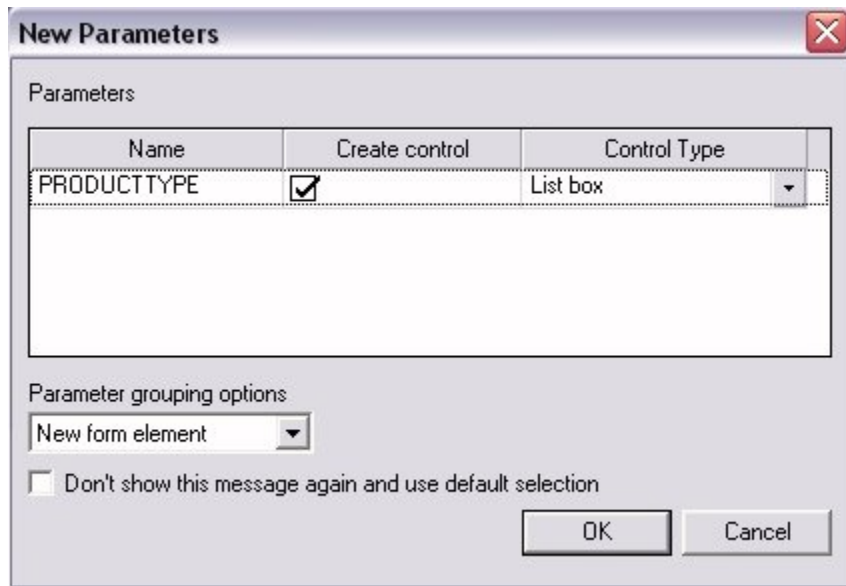 New Parameters
Parameters
Name Create control Control Type
PRODUCTTYPE List box
Parameter grouping options
New form element
Don't show this message again and use default selection
OK Cancel